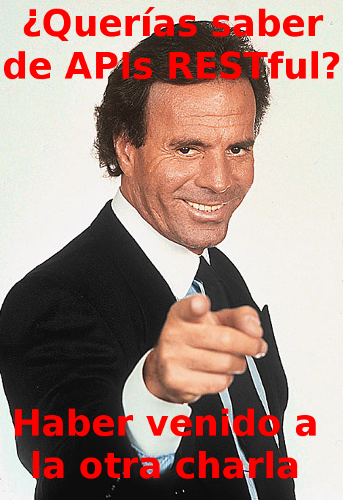 ¿Querías saber
de APIs RESTful?
Haber venido a
la otra charla